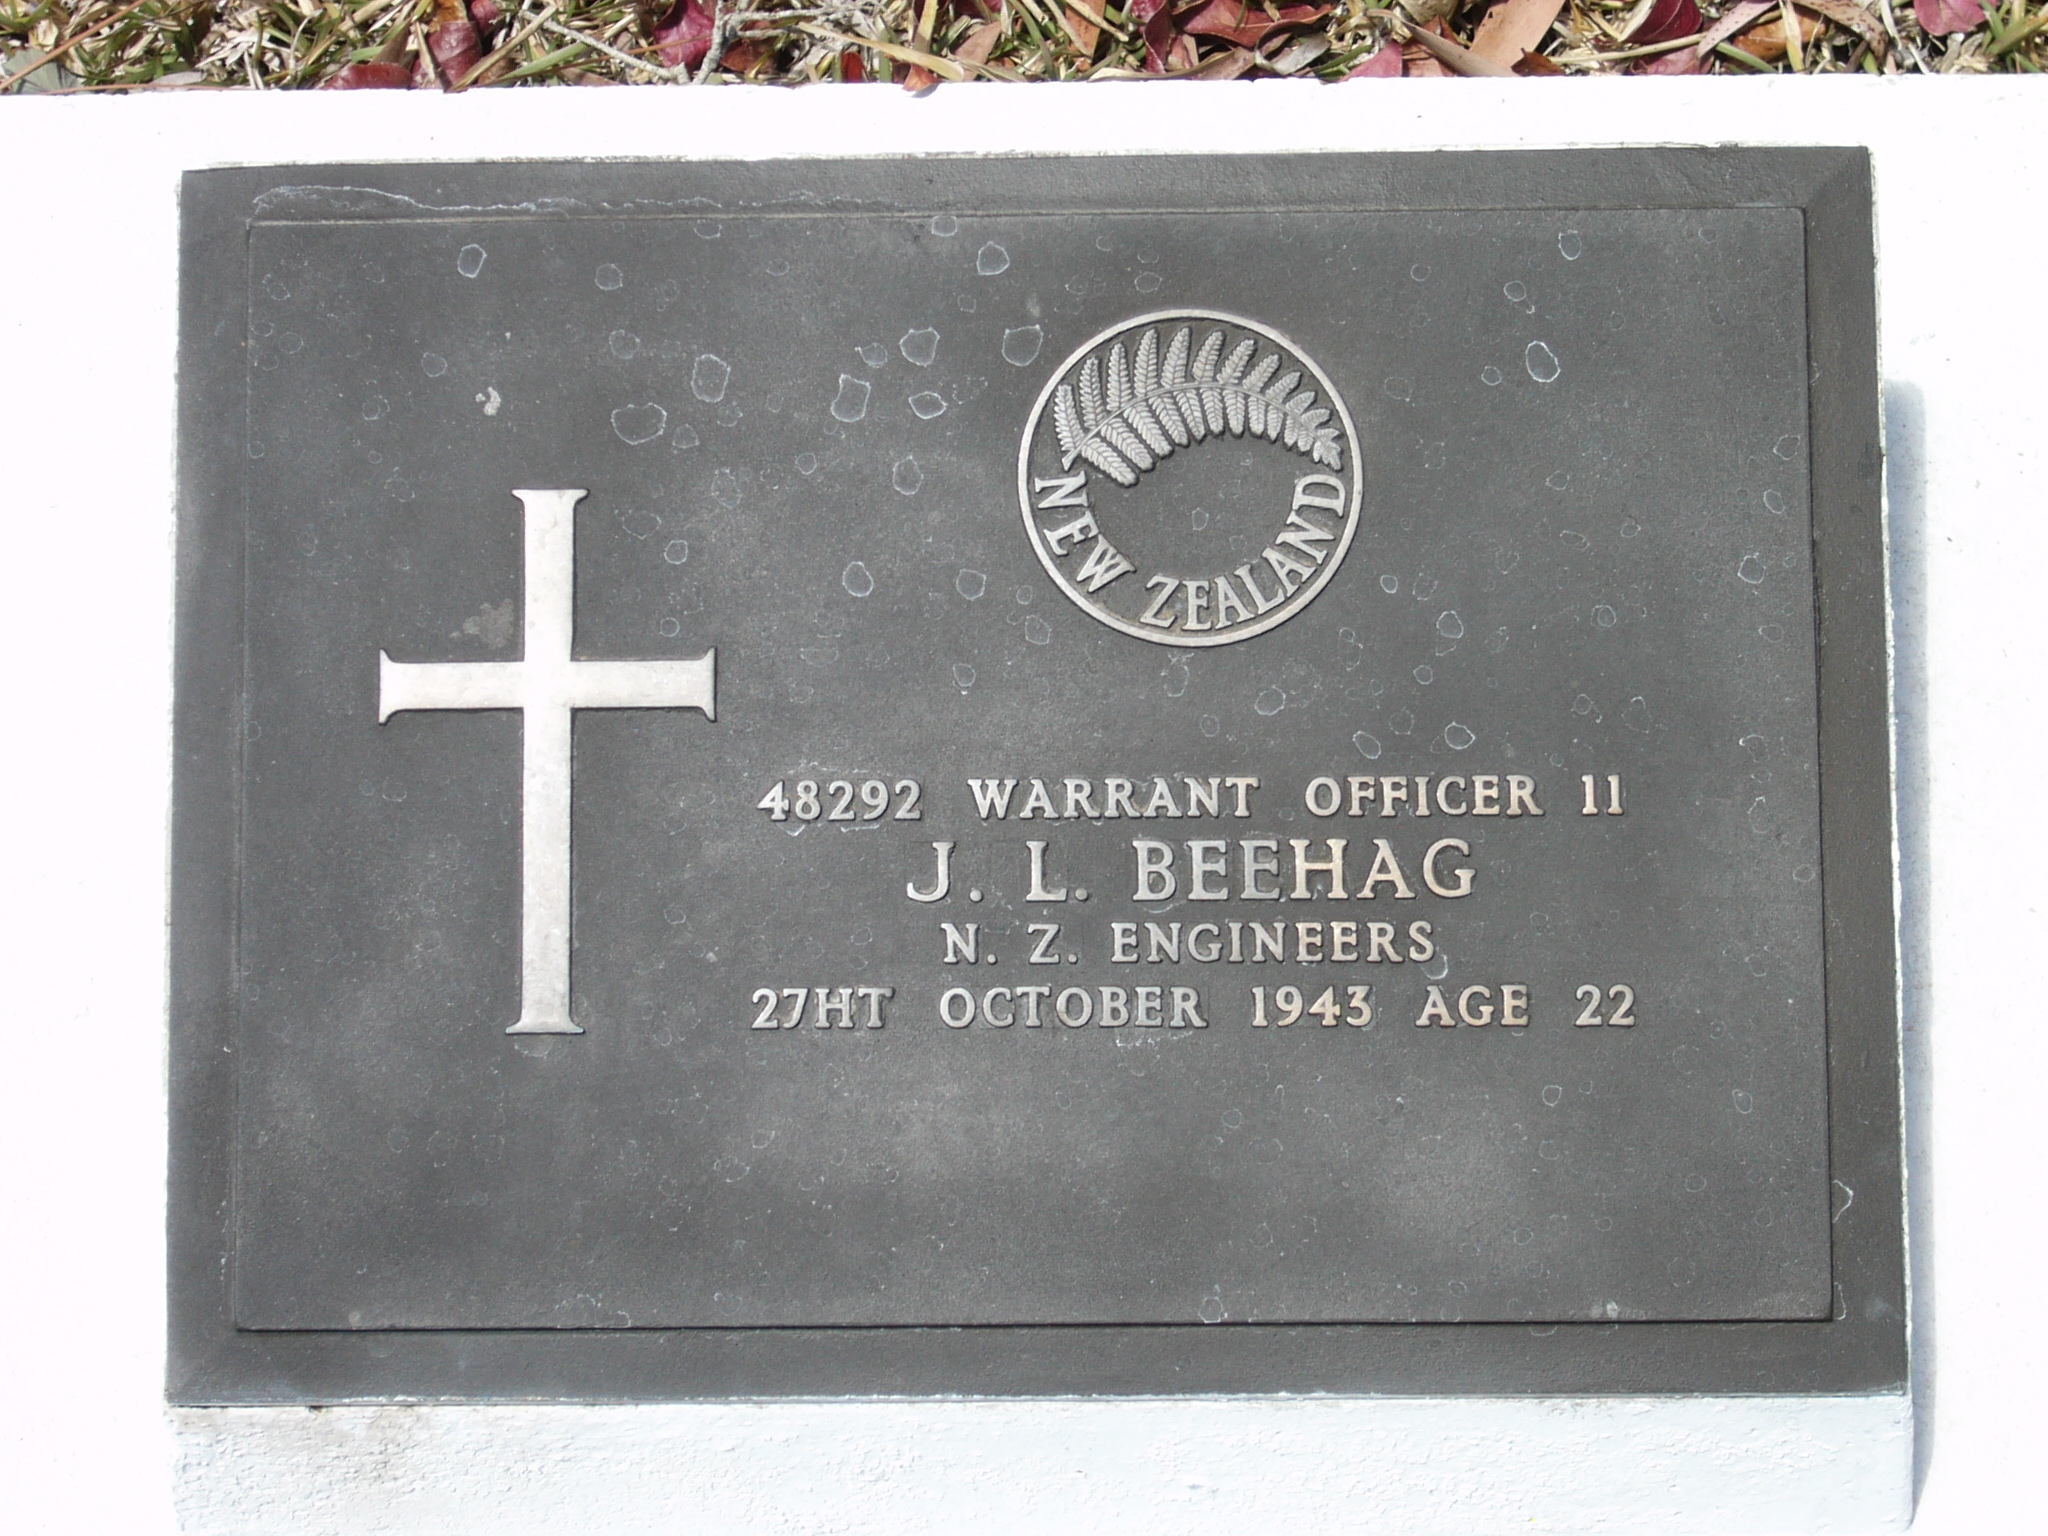 NEW ZEALAND
48292 WARRANT OFFICER 11
J. L. BEEHAG
N. Z. ENGINEERS
27HT OCTOBER 1943 AGE 22